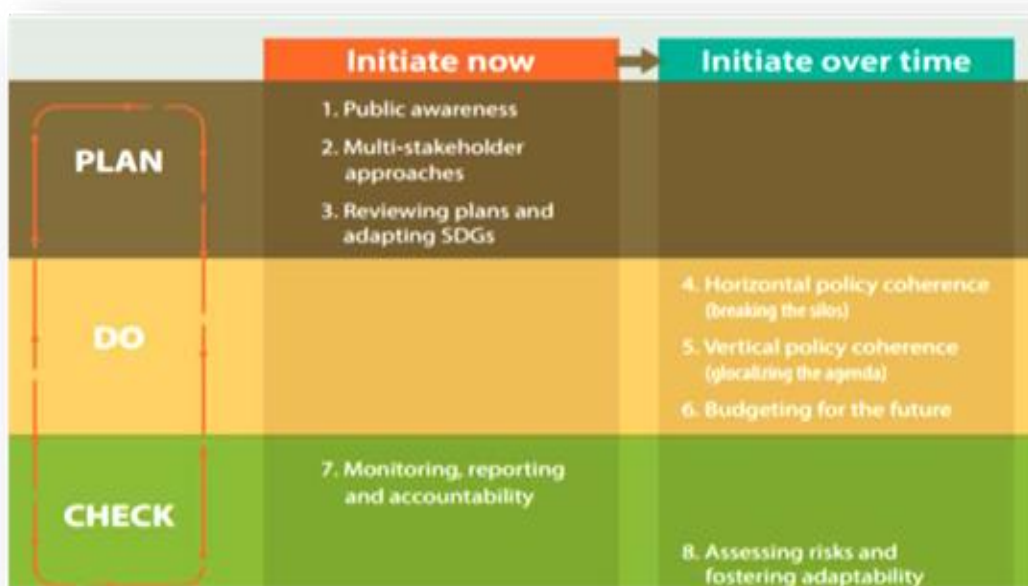 Initiate now
Initiate over time
PLAN
1. Public awareness
2. Multi-stakeholder
approaches
3. Reviewing plans and
adapting SDGs
DO
4. Horizontal policy coherence
(breaking the silos)
5. Vertical policy coherence
(glocalizing the agenda)
6. Budgeting for the future
CHECK
7. Monitoring, reporting
and accountability
8. Assessing risks and
fostering adaptability